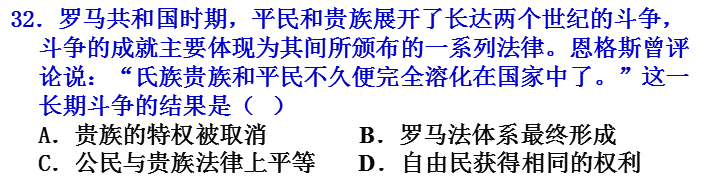 32．罗马共和国时期，平民和贵族展开了长达两个世纪的斗争，
斗争的成就主要体现为其间所颁布的一系列法律。恩格斯曾评
论说：“氏族贵族和平民不久便完全溶化在国家中了。”这一
长期斗争的结果是（  ）
A．贵族的特权被取消 B．罗马法体系最终形成
C．公民与贵族法律上平等 D．自由民获得相同的权利